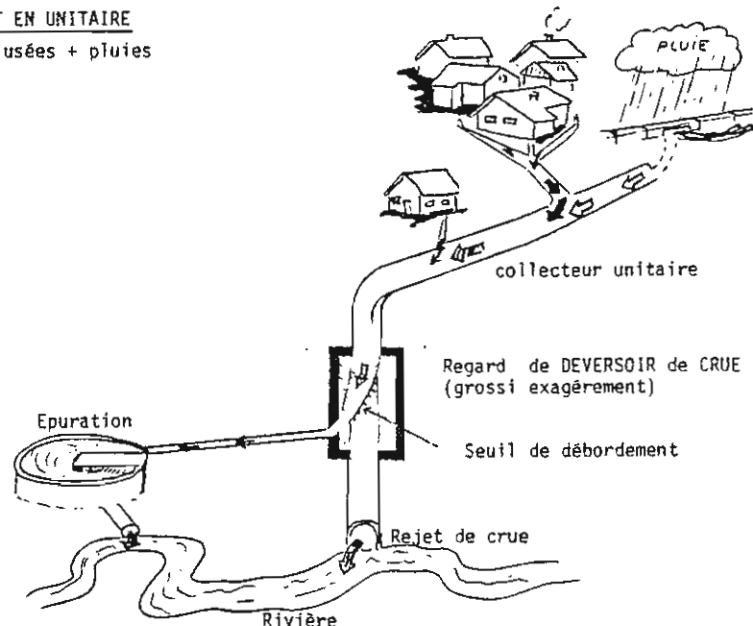 EN UNITAIRE
usées + pluies
PLUIE
collecteur unitaire
Regard de DEVERSOIR de CRUE
(grossi exagérement)
Epuration
Seuil de débordement
Rejet de crue
Rivière